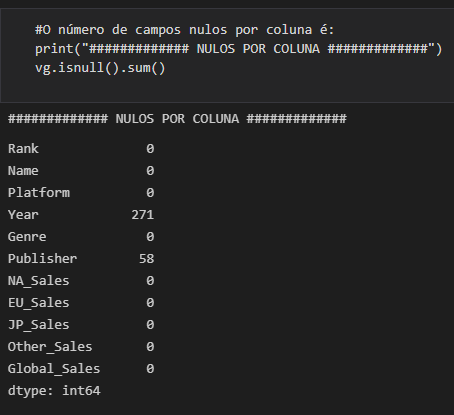 #O número de campos nulos por coluna é:
print("############# NULOS POR COLUNA #############")
vg.isnull().sum()
############# NULOS POR COLUNA #############
Rank 0
Name 0
Platform 0
Year 271
Genre 0
Publisher 58
NA_Sales 0
EU_Sales 0
JP_Sales 0
Other_Sales 0
Global_Sales 0
dtype: int64